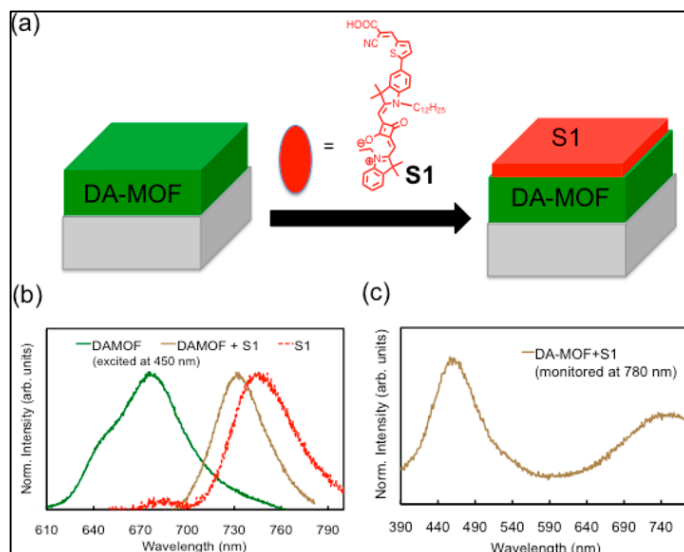 (a)
HOOC
NC
S
N
C12H25
O
O
⊖
N
⊕
=
S1
DA-MOF
S1
DA-MOF
(b)
DAMOF
DAMOF + S1
S1
(excited at 450 nm)
Norm. Intensity (arb. units)
610 640 670 700 730 760 790
Wavelength (nm)
(c)
DA-MOF+S1
(monitored at 780 nm)
Norm. Intensity (arb. units)
390 440 490 540 590 640 690 740
Wavelength (nm)